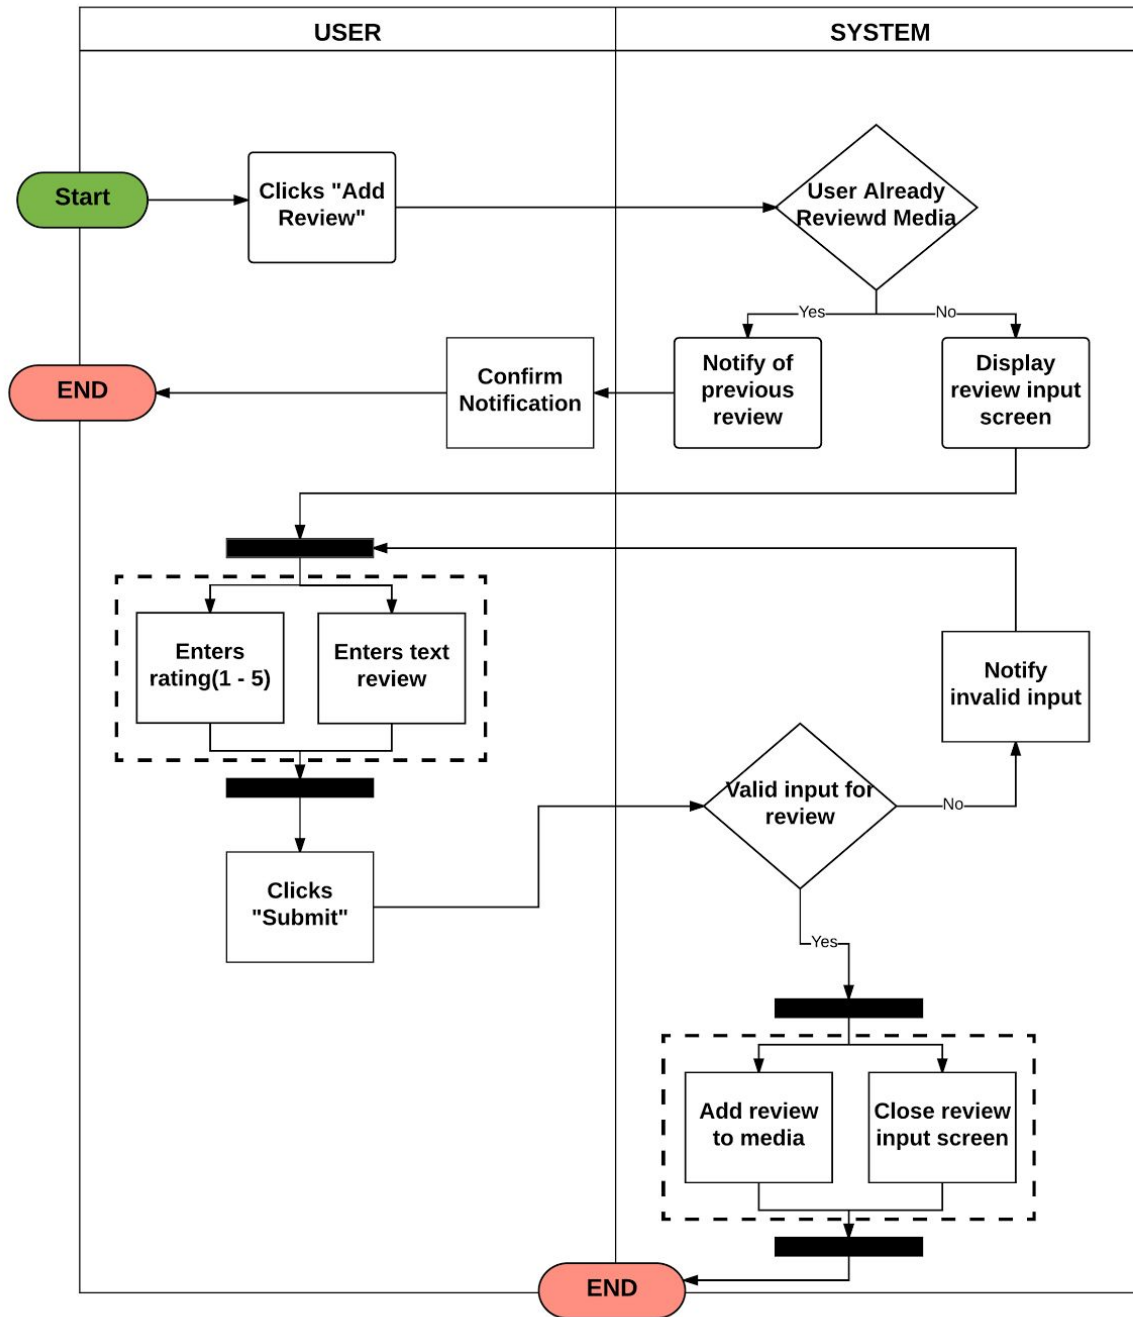 USER
SYSTEM
Start
Clicks "Add
Review"
User Already
Reviewd Media
Yes
No
END
Confirm
Notification
Notify of
previous
review
Display
review input
screen
Enters
rating(1 - 5)
Enters text
review
Notify
invalid input
Valid input for
review
No
Clicks
"Submit"
Yes
Add review
to media
Close review
input screen
END